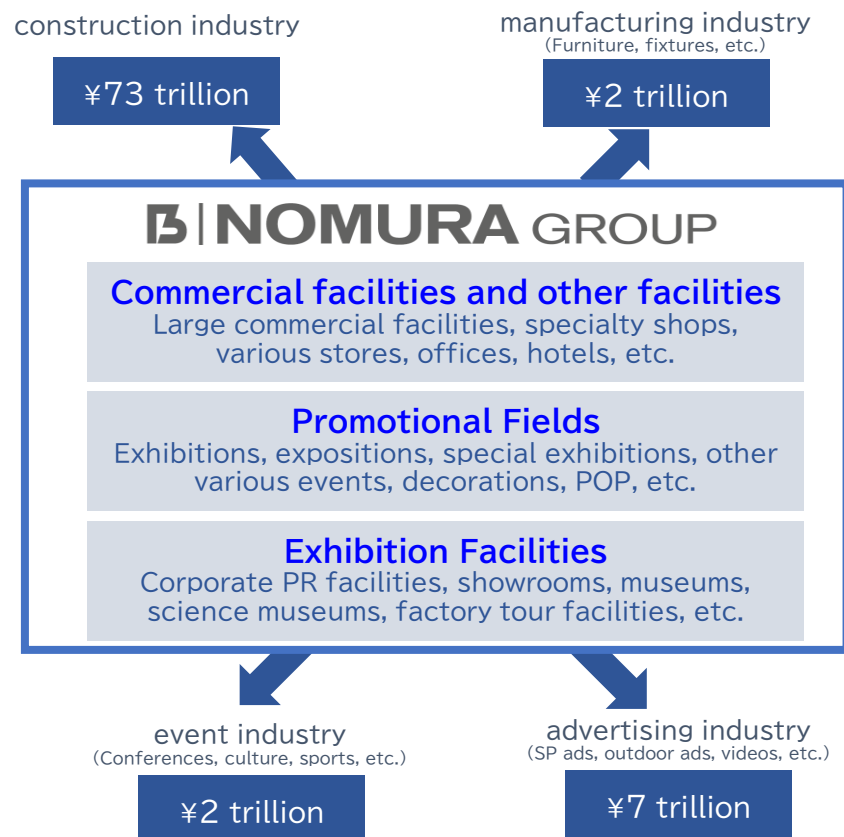 construction industry
manufacturing industry
(Furniture, fixtures, etc.)
¥73 trillion
¥2 trillion
NOMURA GROUP
Commercial facilities and other facilities
Large commercial facilities, specialty shops,
various stores, offices, hotels, etc.
Promotional Fields
Exhibitions, expositions, special exhibitions, other
various events, decorations, POP, etc.
Exhibition Facilities
Corporate PR facilities, showrooms, museums,
science museums, factory tour facilities, etc.
event industry
(Conferences, culture, sports, etc.)
advertising industry
(SP ads, outdoor ads, videos, etc.)
¥2 trillion
¥7 trillion